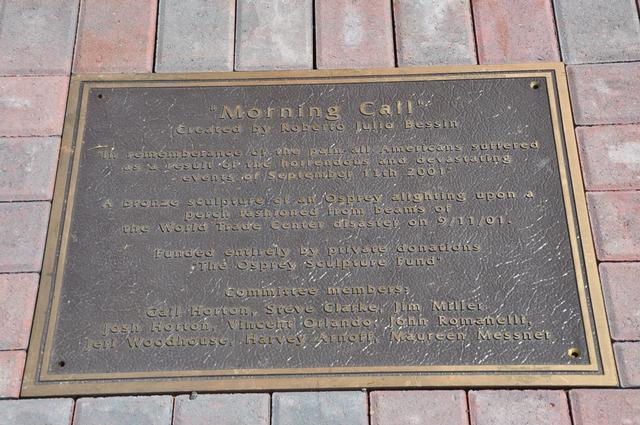 "Morning Call"
Created by Roberto Julio Bessin
"In rememberance of the pain all Americans suffered
as a result of the horrendous and devastating
events of September 11th 2001"
A bronze sculpture of an Osprey alighting upon a
perch fashioned from beams of
the World Trade Center disaster on 9/11/01.
Funded entirely by private donations
"The Osprey Sculpture Fund"
Committee members:
Gail Horton, Steve Clarke, Jim Miller,
Josh Horton, Vincent Orlando, John Romanelli,
Jeri Woodhouse, Harvey Arnoff, Maureen Messner